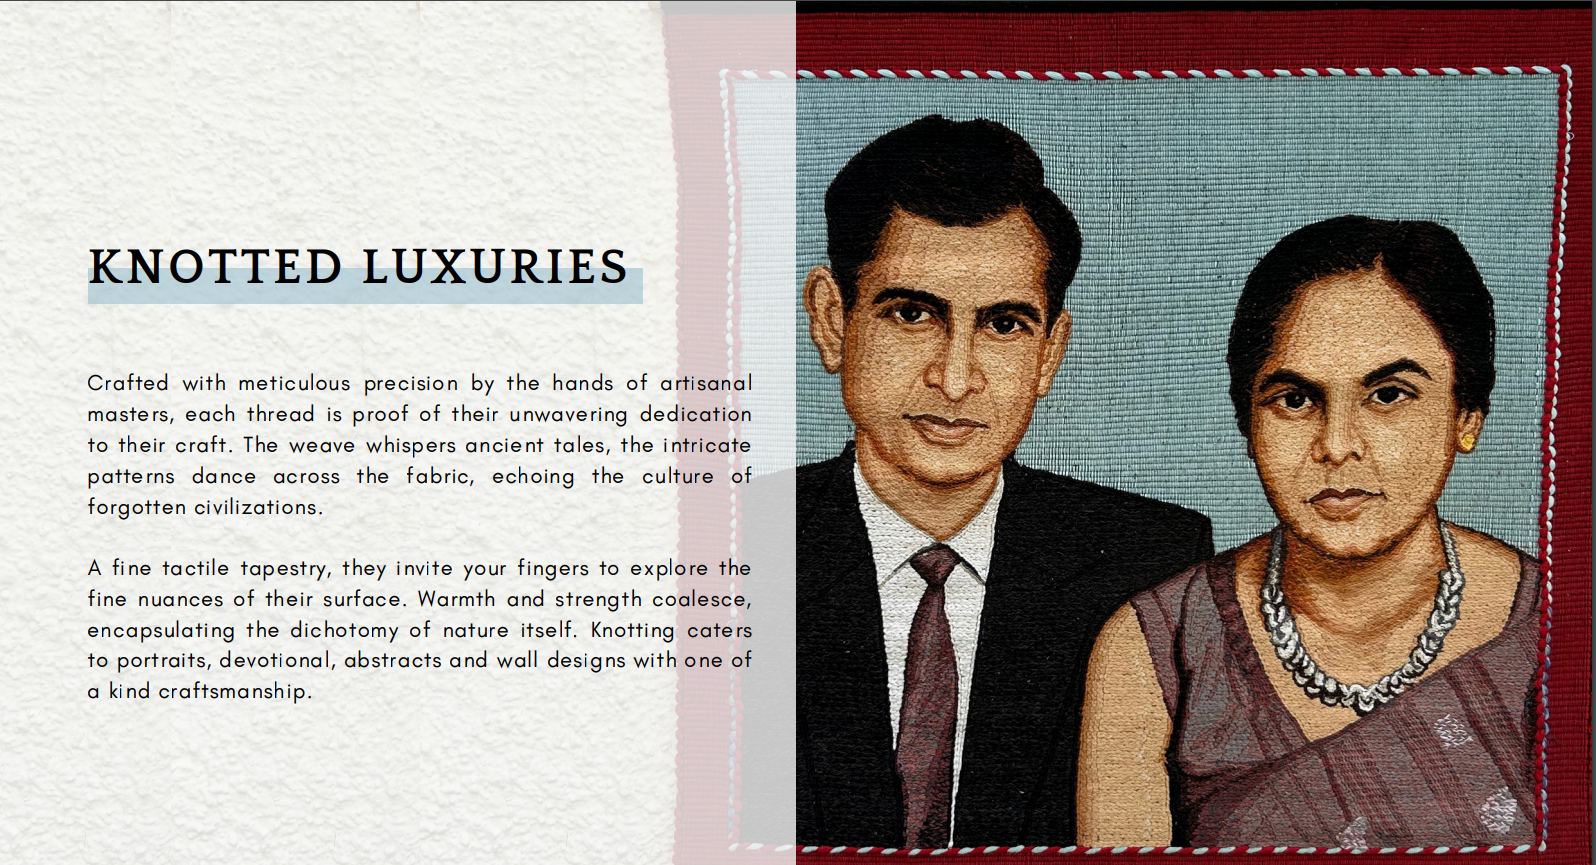 KNOTTED LUXURIES
Crafted with meticulous precision by the hands of artisanal
masters, each thread is proof of their unwavering dedication
to their craft. The weave whispers ancient tales, the intricate
patterns dance across the fabric, echoing the culture of
forgotten civilizations.
A fine tactile tapestry, they invite your fingers to explore the
fine nuances of their surface. Warmth and strength coalesce,
encapsulating the dichotomy of nature itself. Knotting caters
to portraits, devotional, abstracts and wall designs with one of
a kind craftsmanship.